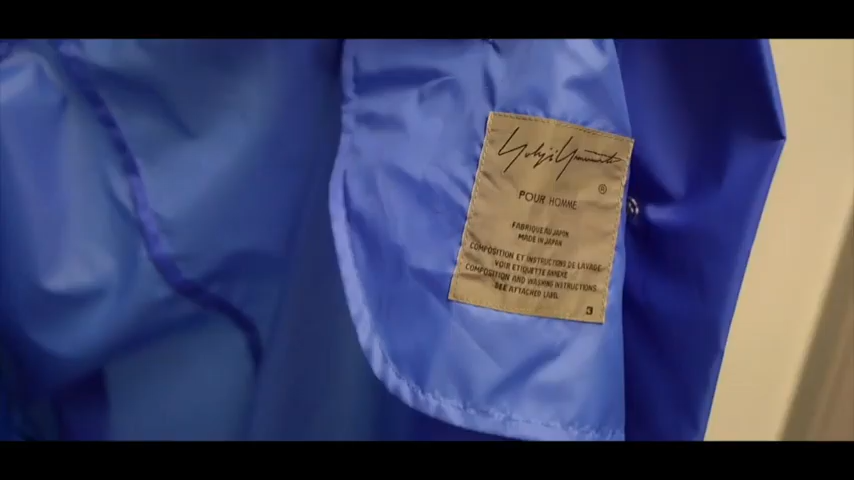 Yohji Yamamoto
®
POUR HOMME
FABRIQUE AU JAPON
MADE IN JAPAN
COMPOSITION ET INSTRUCTIONS DE LAVAGE
VOIR ETIQUETTE ANNEXE
COMPOSITION AND WASHING INSTRUCTIONS
SEE ATTACHED LABEL
3